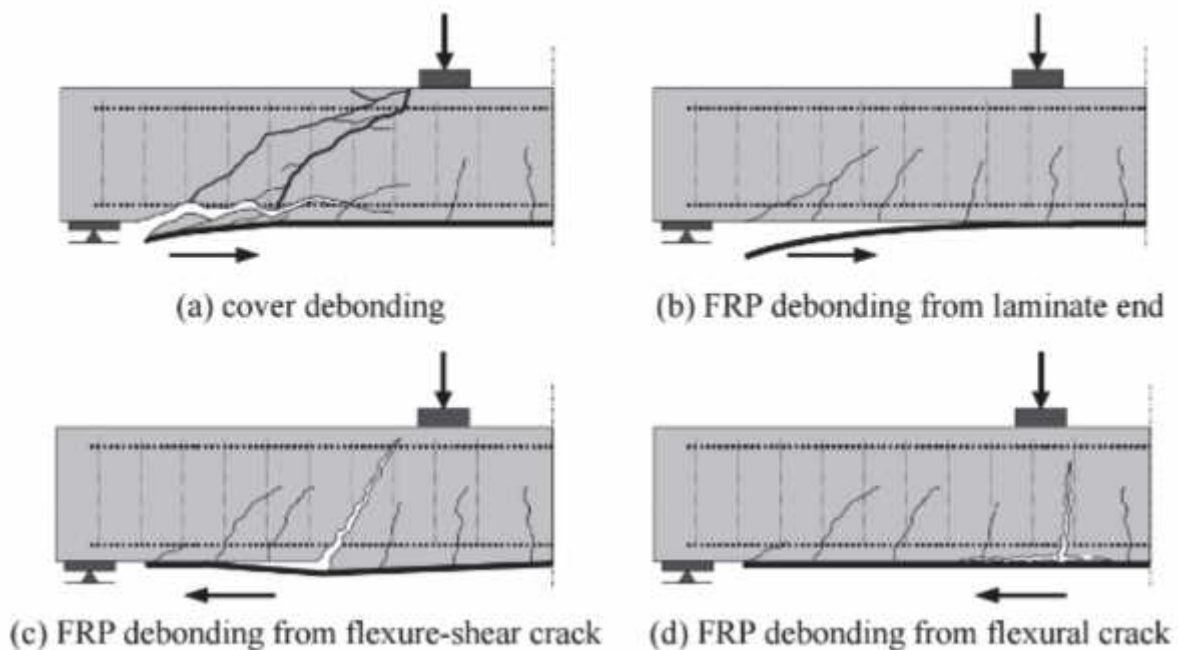 (a) cover debonding
(b) FRP debonding from laminate end
(c) FRP debonding from flexure-shear crack
(d) FRP debonding from flexural crack